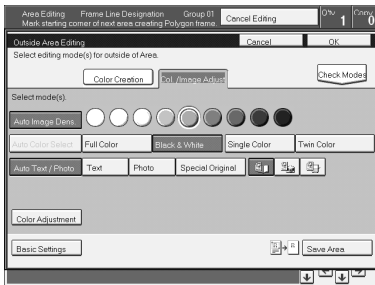 Area Editing Frame Line Designation Group 01 Cancel Editing Q'ty 1 Copy 0
Mark starting corner of next area creating Polygon frame.
Outside Area Editing Cancel OK
Select editing mode(s) for outside of Area.
Color Creation Col. /Image Adjust Check Modes
Select mode(s).
Auto Image Dens.
Auto Color Select Full Color Black & White Single Color Twin Color
Auto Text / Photo Text Photo Special Original
Color Adjustment
Basic Settings R Save Area